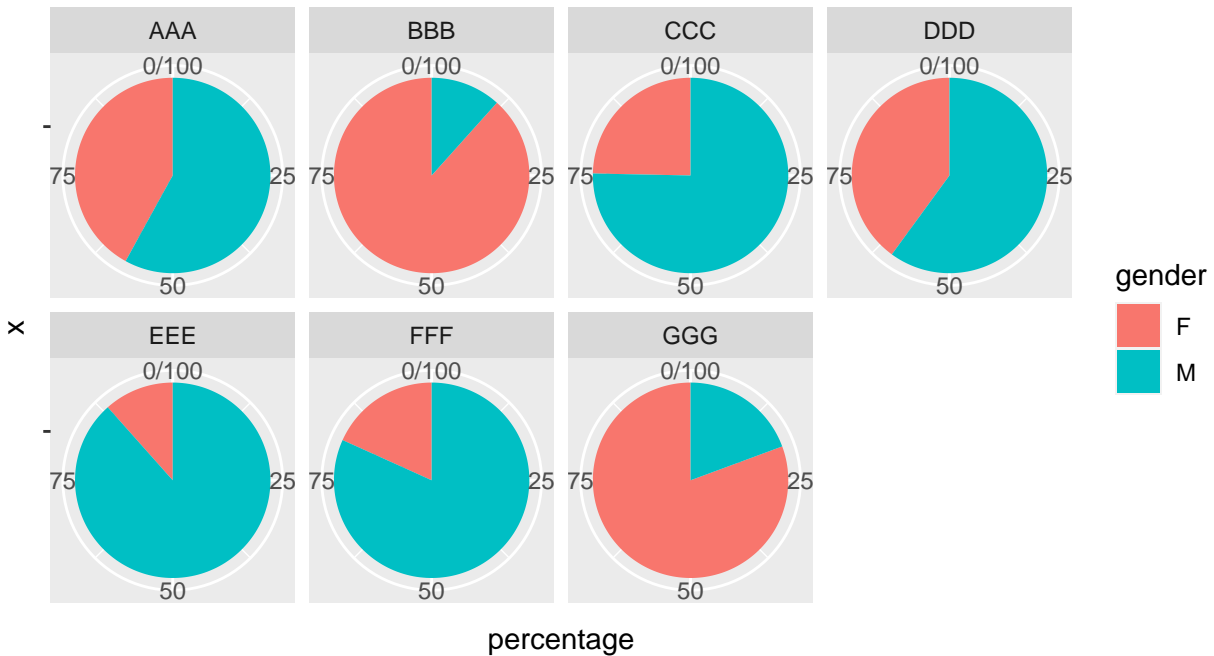 AAA BBB CCC DDD
0/100 0/100 0/100 0/100
75 25 75 25 75 25 75 25
50 50 50 50
gender
F
M
x
EEE FFF GGG
0/100 0/100 0/100
75 25 75 25 75 25
50 50 50
percentage